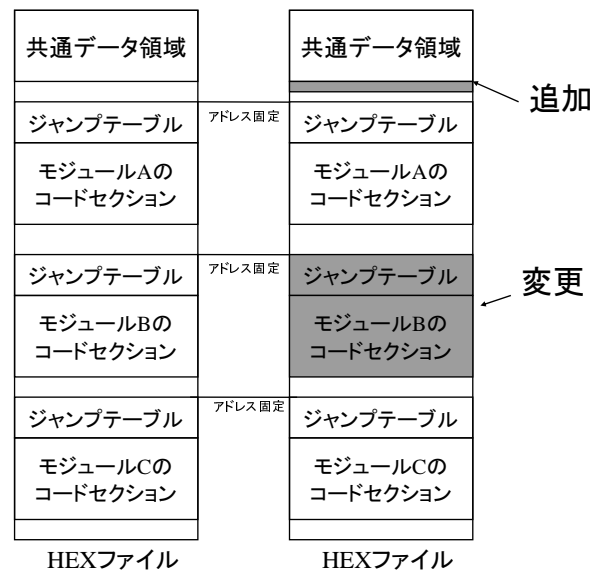 共通データ領域
共通データ領域
追加
ジャンプテーブル
アドレス固定
ジャンプテーブル
モジュールAの
コードセクション
モジュールAの
コードセクション
ジャンプテーブル
アドレス固定
ジャンプテーブル
変更
モジュールBの
コードセクション
モジュールBの
コードセクション
ジャンプテーブル
アドレス固定
ジャンプテーブル
モジュールCの
コードセクション
モジュールCの
コードセクション
HEXファイル
HEXファイル